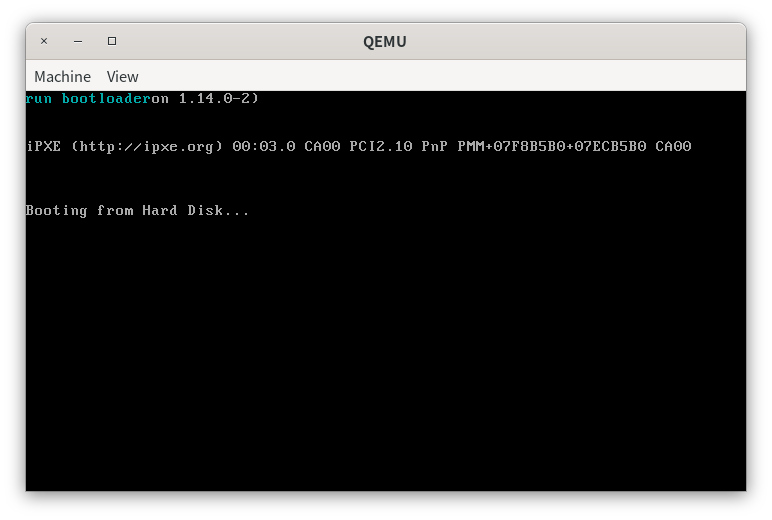 QEMU
Machine View
run bootloaderon 1.14.0-2)
iPXE (http://ipxe.org) 00:03.0 CA00 PCI2.10 PnP PMM+07F8B5B0+07ECB5B0 CA00
Booting from Hard Disk...